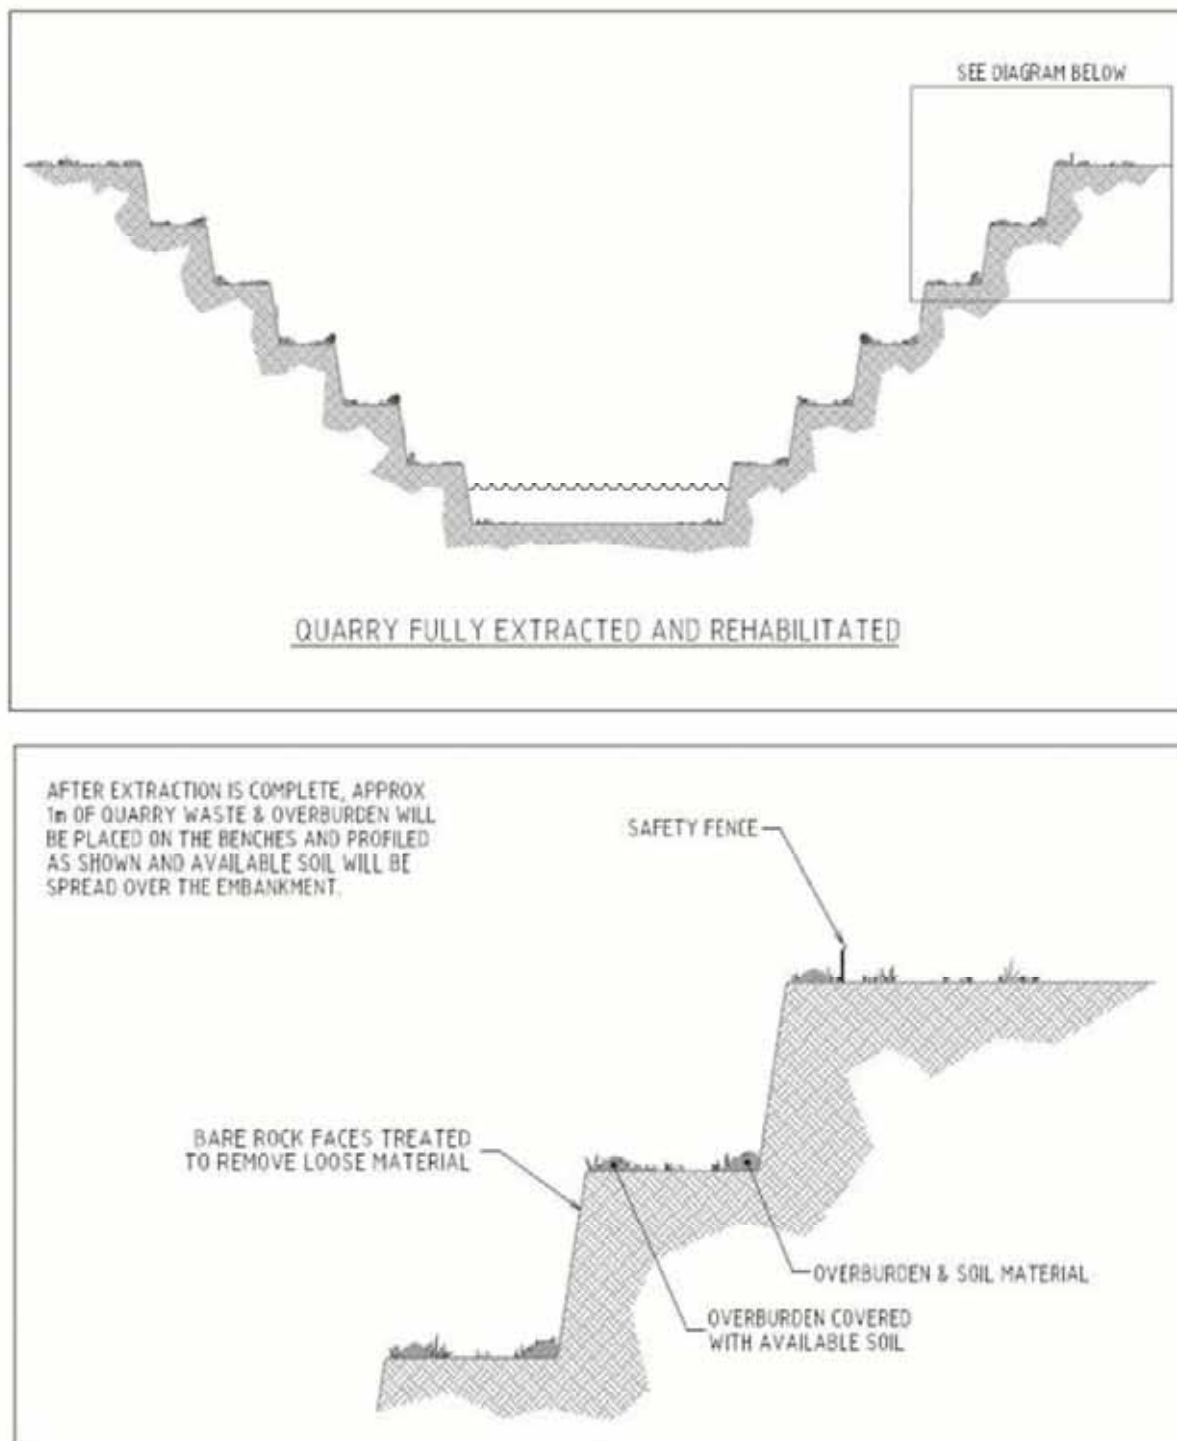 SEE DIAGRAM BELOW
QUARRY FULLY EXTRACTED AND REHABILITATED
AFTER EXTRACTION IS COMPLETE, APPROX
1m OF QUARRY WASTE & OVERBURDEN WILL
BE PLACED ON THE BENCHES AND PROFILED
AS SHOWN AND AVAILABLE SOIL WILL BE
SPREAD OVER THE EMBANKMENT.
SAFETY FENCE
BARE ROCK FACES TREATED
TO REMOVE LOOSE MATERIAL
OVERBURDEN & SOIL MATERIAL
OVERBURDEN COVERED
WITH AVAILABLE SOIL